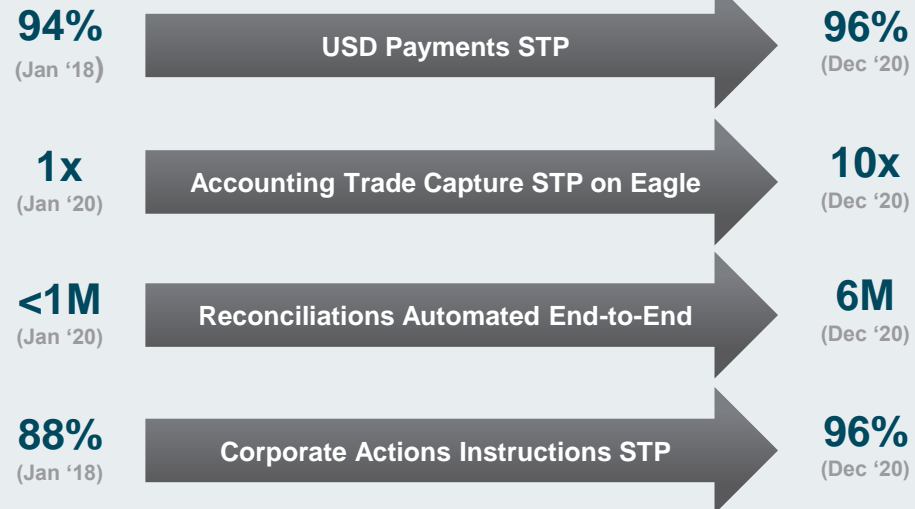 94%
(Jan ‘18)
USD Payments STP
96%
(Dec ‘20)
1x
(Jan ‘20)
Accounting Trade Capture STP on Eagle
10x
(Dec ‘20)
<1M
(Jan ‘20)
Reconciliations Automated End-to-End
6M
(Dec ‘20)
88%
(Jan ‘18)
Corporate Actions Instructions STP
96%
(Dec ‘20)